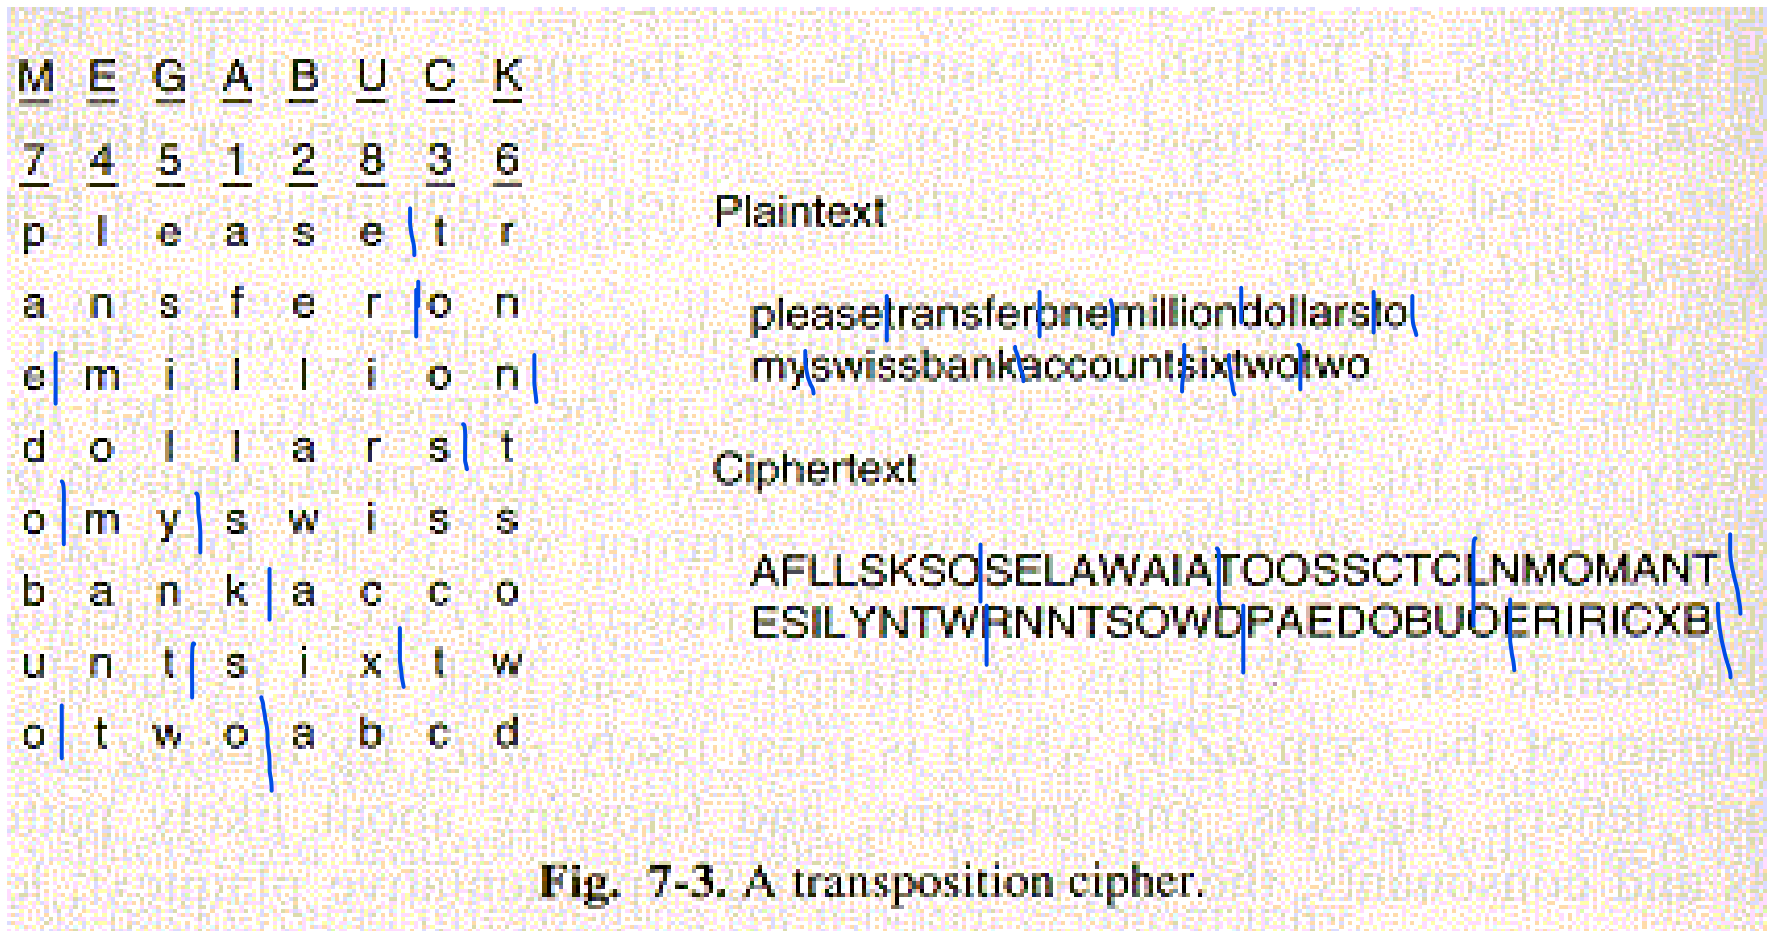 M E G A B U C K
7 4 5 1 2 8 3 6
p l e a s e t r
a n s f e r o n
e m i l l i o n
d o l l a r s t
o m y s w i s s
b a n k a c c o
u n t s i x t w
o t w o a b c d
Plaintext
pleasetransferonemilliondollarsto
myswissbankaccountsixtwotwo
Ciphertext
AFLLSKSOSELAWAIATOOSSCTCLNMOMANT
ESILYNTWRNNTSOWDPAEDOBUOERIRICXB
Fig. 7-3. A transposition cipher.